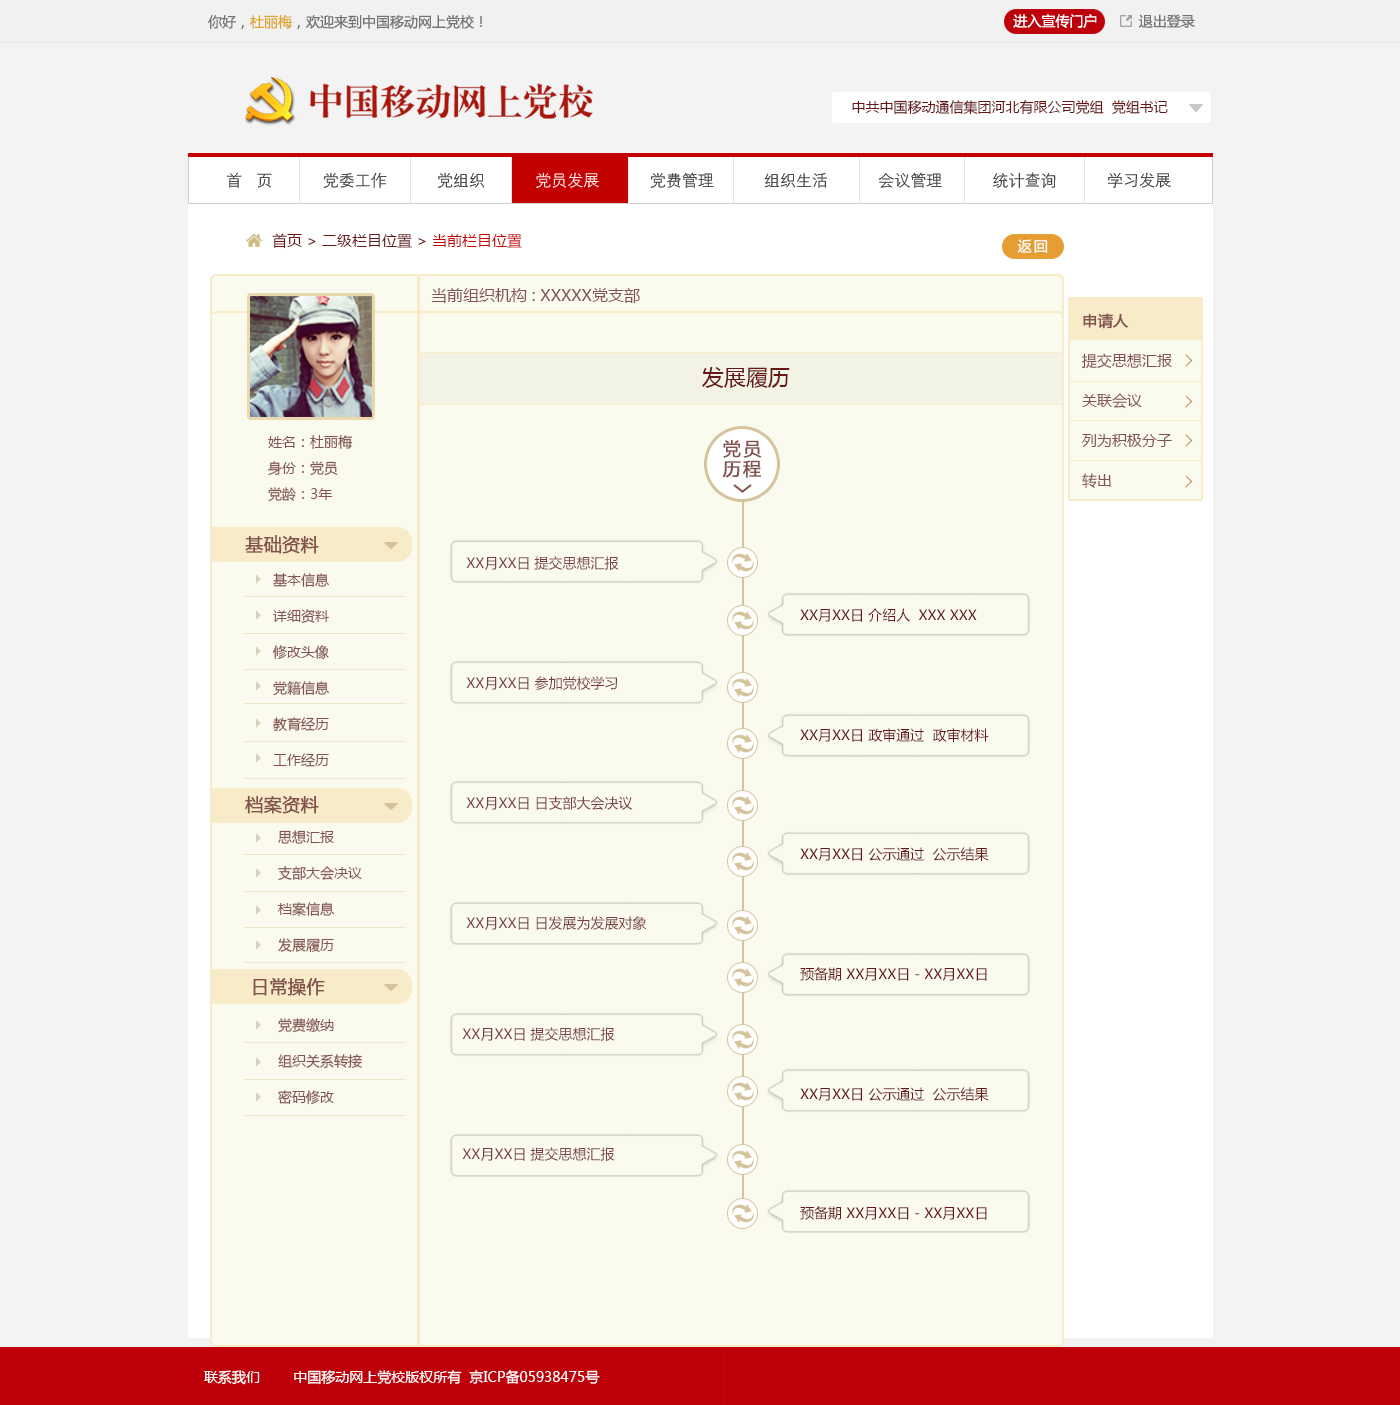 你好，杜丽梅，欢迎来到中国移动网上党校！
进入宣传门户 退出登录
中国移动网上党校
中共中国移动通信集团河北有限公司党组 党组书记
首 页 党委工作 党组织 党员发展 党费管理 组织生活 会议管理 统计查询 学习发展
首页 > 二级栏目位置 > 当前栏目位置
返回
当前组织机构：XXXXX党支部
姓名：杜丽梅
身份：党员
党龄：3年
基础资料
基本信息
详细资料
修改头像
党籍信息
教育经历
工作经历
档案资料
思想汇报
支部大会决议
档案信息
发展履历
日常操作
党费缴纳
组织关系转接
密码修改
发展履历
党员
历程
XX月XX日 提交思想汇报
XX月XX日 介绍人 XXX XXX
XX月XX日 参加党校学习
XX月XX日 政审通过 政审材料
XX月XX日 日支部大会决议
XX月XX日 公示通过 公示结果
XX月XX日 日发展为发展对象
预备期 XX月XX日 - XX月XX日
XX月XX日 提交思想汇报
XX月XX日 公示通过 公示结果
XX月XX日 提交思想汇报
预备期 XX月XX日 - XX月XX日
申请人
提交思想汇报
关联会议
列为积极分子
转出
联系我们 中国移动网上党校版权所有 京ICP备05938475号